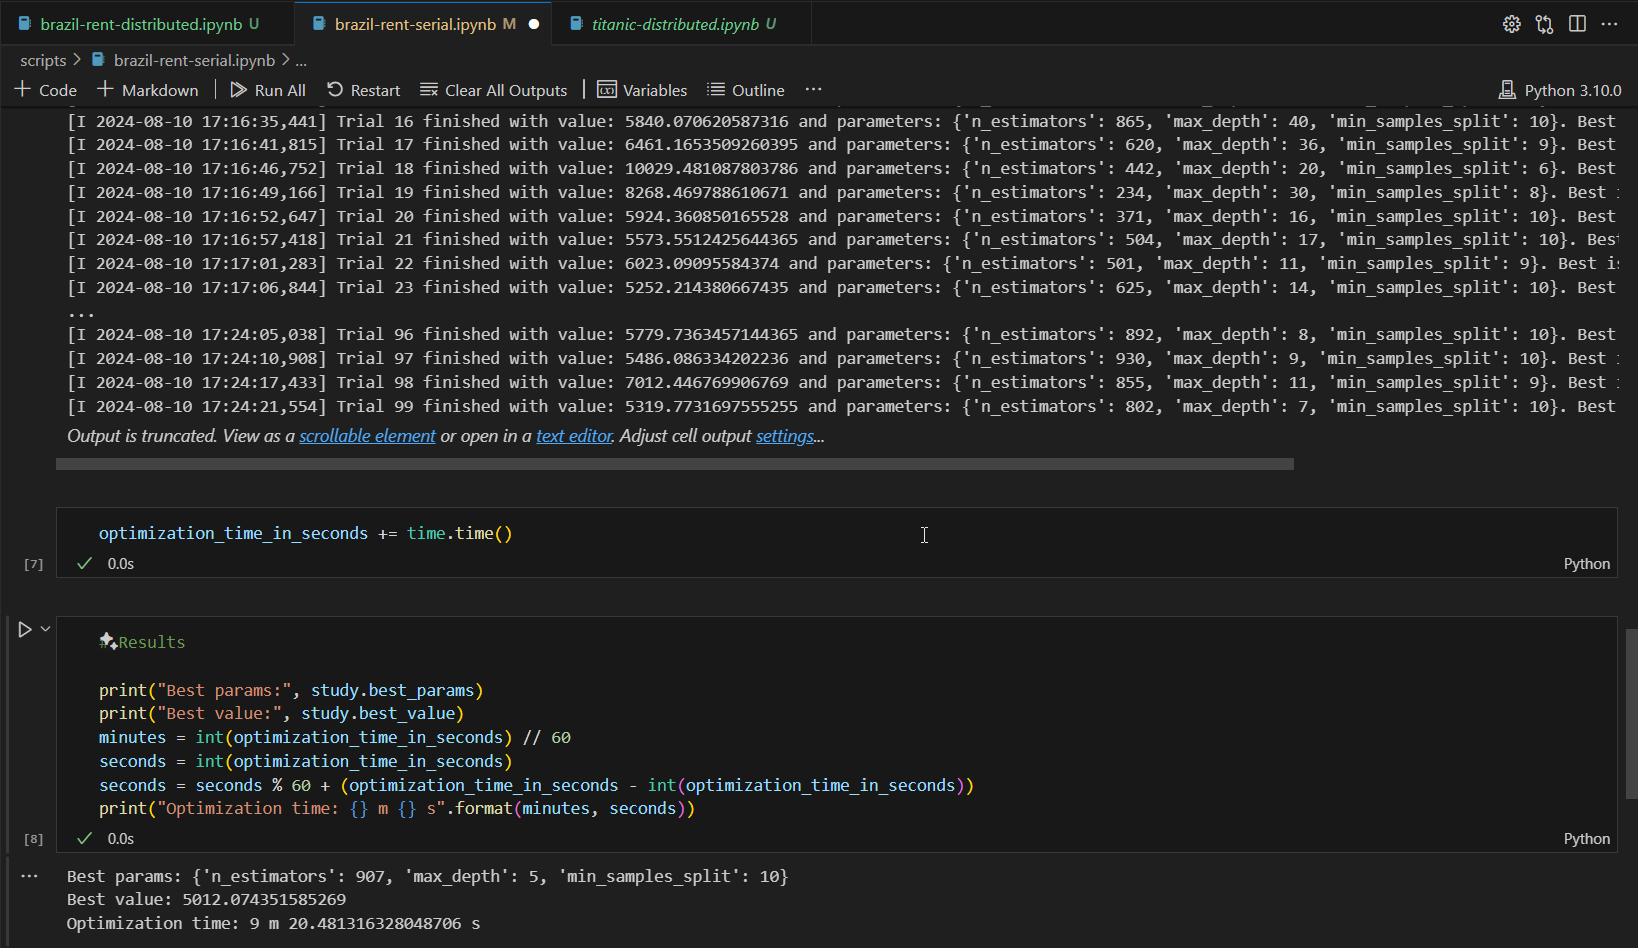 brazil-rent-distributed.ipynb U
brazil-rent-serial.ipynb M
titanic-distributed.ipynb U
scripts > brazil-rent-serial.ipynb > ...
+ Code + Markdown | Run All Restart Clear All Outputs | Variables Outline ... Python 3.10.0
[I 2024-08-10 17:16:35,441] Trial 16 finished with value: 5840.070620587316 and parameters: {'n_estimators': 865, 'max_depth': 40, 'min_samples_split': 10}. Best
[I 2024-08-10 17:16:41,815] Trial 17 finished with value: 6461.1653509260395 and parameters: {'n_estimators': 620, 'max_depth': 36, 'min_samples_split': 9}. Best
[I 2024-08-10 17:16:46,752] Trial 18 finished with value: 10029.481087803786 and parameters: {'n_estimators': 442, 'max_depth': 20, 'min_samples_split': 6}. Best
[I 2024-08-10 17:16:49,166] Trial 19 finished with value: 8268.469788610671 and parameters: {'n_estimators': 234, 'max_depth': 30, 'min_samples_split': 8}. Best
[I 2024-08-10 17:16:52,647] Trial 20 finished with value: 5924.360850165528 and parameters: {'n_estimators': 371, 'max_depth': 16, 'min_samples_split': 10}. Best
[I 2024-08-10 17:16:57,418] Trial 21 finished with value: 5573.5512425644365 and parameters: {'n_estimators': 504, 'max_depth': 17, 'min_samples_split': 10}. Best
[I 2024-08-10 17:17:01,283] Trial 22 finished with value: 6023.09095584374 and parameters: {'n_estimators': 501, 'max_depth': 11, 'min_samples_split': 9}. Best is
[I 2024-08-10 17:17:06,844] Trial 23 finished with value: 5252.214380667435 and parameters: {'n_estimators': 625, 'max_depth': 14, 'min_samples_split': 10}. Best
...
[I 2024-08-10 17:24:05,038] Trial 96 finished with value: 5779.7363457144365 and parameters: {'n_estimators': 892, 'max_depth': 8, 'min_samples_split': 10}. Best
[I 2024-08-10 17:24:10,908] Trial 97 finished with value: 5486.086334202236 and parameters: {'n_estimators': 930, 'max_depth': 9, 'min_samples_split': 10}. Best
[I 2024-08-10 17:24:17,433] Trial 98 finished with value: 7012.446769906769 and parameters: {'n_estimators': 855, 'max_depth': 11, 'min_samples_split': 9}. Best
[I 2024-08-10 17:24:21,554] Trial 99 finished with value: 5319.7731697555255 and parameters: {'n_estimators': 802, 'max_depth': 7, 'min_samples_split': 10}. Best
Output is truncated. View as a scrollable element or open in a text editor. Adjust cell output settings...
optimization_time_in_seconds += time.time()
[7] 0.0s Python
#Results
print("Best params:", study.best_params)
print("Best value:", study.best_value)
minutes = int(optimization_time_in_seconds) // 60
seconds = int(optimization_time_in_seconds)
seconds = seconds % 60 + (optimization_time_in_seconds - int(optimization_time_in_seconds))
print("Optimization time: {} m {} s".format(minutes, seconds))
[8] 0.0s Python
... Best params: {'n_estimators': 907, 'max_depth': 5, 'min_samples_split': 10}
Best value: 5012.074351585269
Optimization time: 9 m 20.481316328048706 s